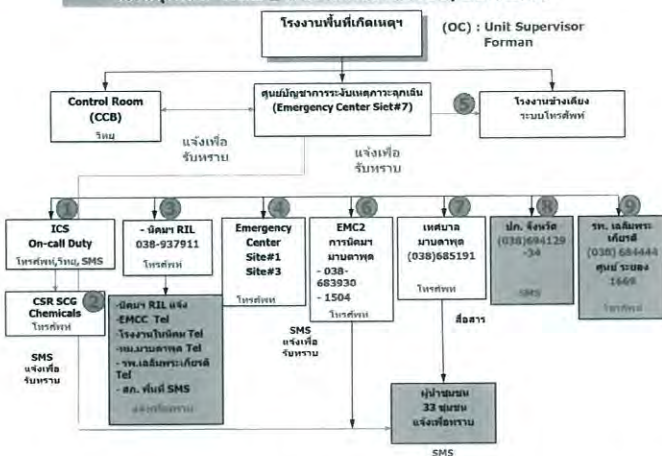 โรงงานพื้นที่เกิดเหตุฯ
(OC) : Unit Supervisor
Forman
Control Room
(CCB)
วิทยุ
ศูนย์บัญชาการระงับเหตุภาวะฉุกเฉิน
(Emergency Center Siet#7)
5
โรงงานข้างเคียง
ระบบโทรศัพท์
แจ้งเพื่อ
รับทราบ
แจ้งเพื่อ
รับทราบ
1
ICS
On-call Duty
โทรศัพท์,วิทยุ, SMS
3
- นิคมฯ RIL
038-937911
โทรศัพท์
4
Emergency
Center
Site#1
Site#3
โทรศัพท์
6
EMC2
การนิคมฯ
มาบตาพุด
- 038-
683930
- 1504
โทรศัพท์
7
เทศบาล
มาบตาพุด
(038)685191
โทรศัพท์
8
ปภ. จังหวัด
(038)694129
-34
SMS
9
รพ. เฉลิมพระ
เกียรติ
(038) 684444
ศูนย์ ระยอง
1669
โทรศัพท์
2
CSR SCG
Chemicals
โทรศัพท์
SMS
แจ้งเพื่อ
รับทราบ
-นิคมฯ RIL แจ้ง
-EMCC Tel
-โรงงานในนิคม Tel
-ทม.มาบตาพุด Tel
- รพ.เฉลิมพระเกียรติ
Tel
- สภ. พื้นที่ SMS
SMS
แจ้งเพื่อ
รับทราบ
สื่อสาร
ผู้นำชุมชน
33 ชุมชน
แจ้งเพื่อทราบ
SMS